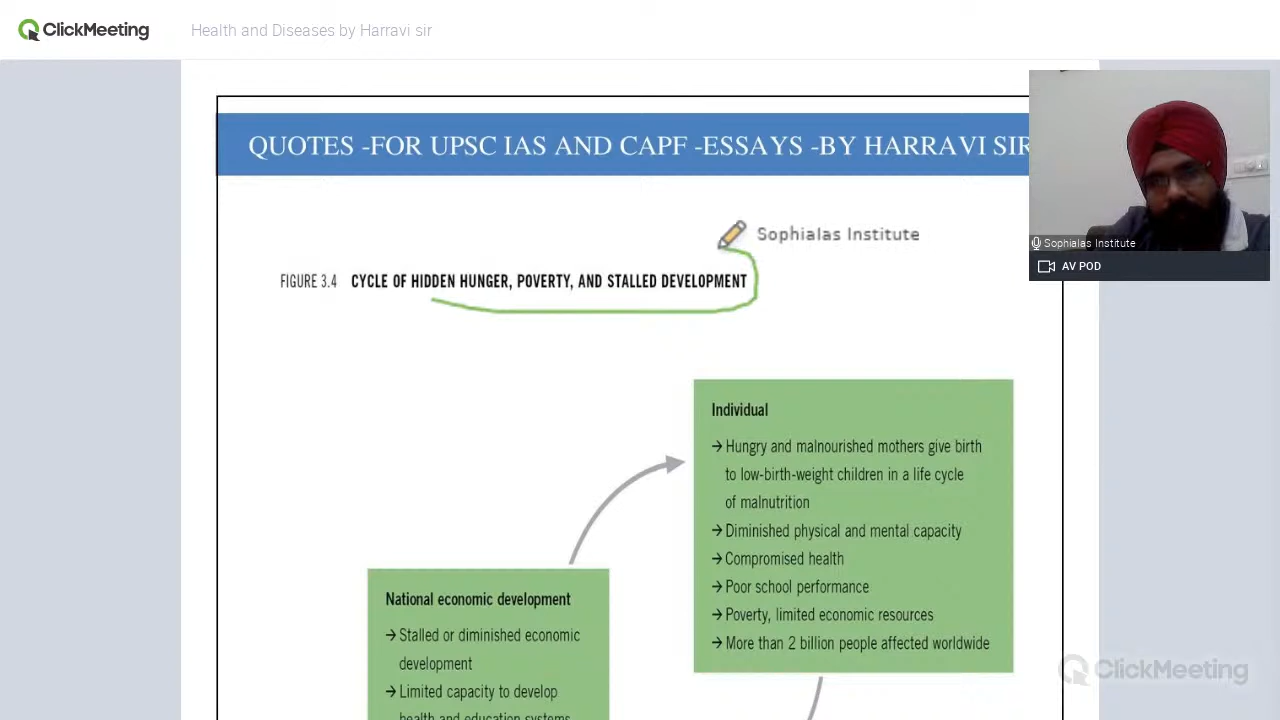 ClickMeeting
Health and Diseases by Harravi sir
QUOTES -FOR UPSC IAS AND CAPF -ESSAYS -BY HARRAVI SIR
Sophialas Institute
FIGURE 3.4 CYCLE OF HIDDEN HUNGER, POVERTY, AND STALLED DEVELOPMENT
Sophialas Institute
AV POD
Individual
→ Hungry and malnourished mothers give birth
to low-birth-weight children in a life cycle
of malnutrition
→ Diminished physical and mental capacity
→ Compromised health
→ Poor school performance
→ Poverty, limited economic resources
→ More than 2 billion people affected worldwide
National economic development
→ Stalled or diminished economic
development
→ Limited capacity to develop
health and education systems
ClickMeeting